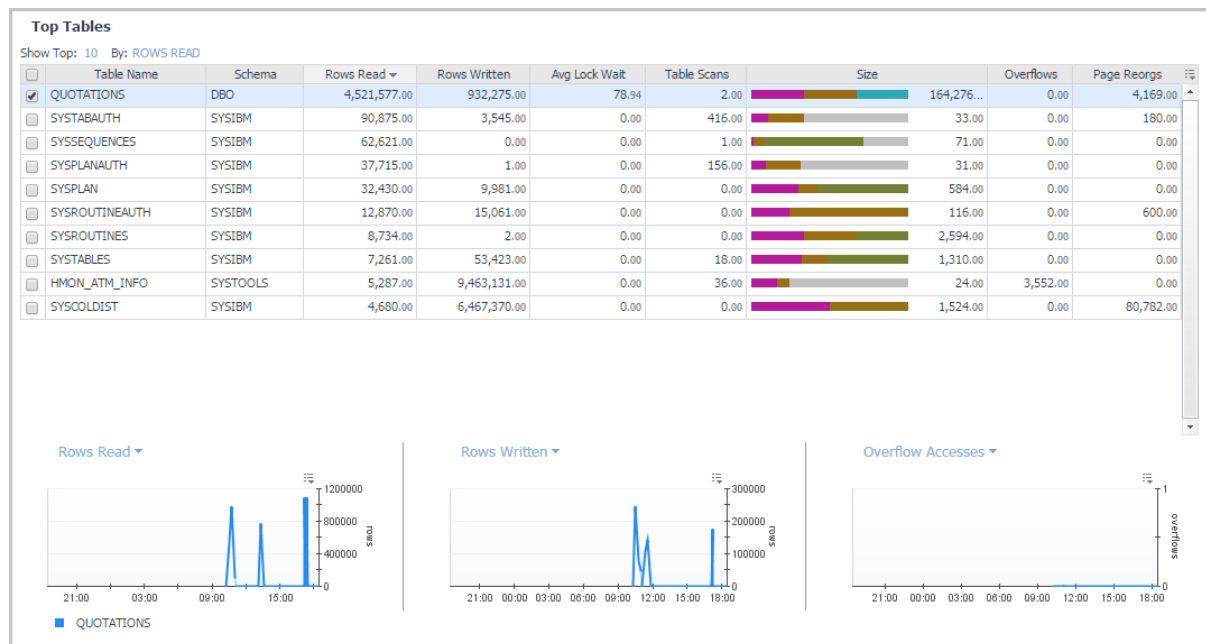 Top Tables
Show Top: 10 By: ROWS READ
Table Name Schema Rows Read Rows Written Avg Lock Wait Table Scans Size Overflows Page Reorgs
QUOTATIONS DBO 4,521,577.00 932,275.00 78.94 2.00 164,276... 0.00 4,169.00
SYSTABAUTH SYSIBM 90,875.00 3,545.00 0.00 416.00 33.00 0.00 180.00
SYSSEQUENCES SYSIBM 62,621.00 0.00 0.00 1.00 71.00 0.00 0.00
SYSPLANAUTH SYSIBM 37,715.00 1.00 0.00 156.00 31.00 0.00 0.00
SYSPLAN SYSIBM 32,430.00 9,981.00 0.00 0.00 584.00 0.00 0.00
SYSROUTINEAUTH SYSIBM 12,870.00 15,061.00 0.00 0.00 116.00 0.00 600.00
SYSROUTINES SYSIBM 8,734.00 2.00 0.00 0.00 2,594.00 0.00 0.00
SYSTABLES SYSIBM 7,261.00 53,423.00 0.00 18.00 1,310.00 0.00 0.00
HMON_ATM_INFO SYSTOOLS 5,287.00 9,463,131.00 0.00 36.00 24.00 3,552.00 0.00
SYSCOLDIST SYSIBM 4,680.00 6,467,370.00 0.00 0.00 1,524.00 0.00 80,782.00
Rows Read
1200000
800000
400000
0
rows
21:00 03:00 09:00 15:00
QUOTATIONS
Rows Written
300000
200000
100000
0
rows
21:00 00:00 03:00 06:00 09:00 12:00 15:00 18:00
Overflow Accesses
1
0
overflows
21:00 00:00 03:00 06:00 09:00 12:00 15:00 18:00